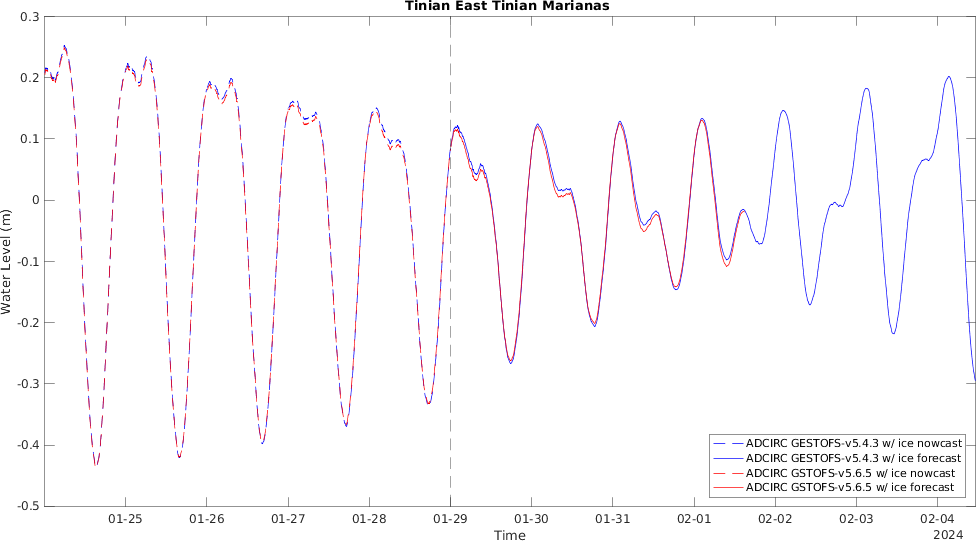 Tinian East Tinian Marianas
0.3
0.2
0.1
0
-0.1
-0.2
-0.3
-0.4
-0.5
Water Level (m)
ADCIRC GESTOFS-v5.4.3 w/ ice nowcast
ADCIRC GESTOFS-v5.4.3 w/ ice forecast
ADCIRC GSTOFS-v5.6.5 w/ ice nowcast
ADCIRC GSTOFS-v5.6.5 w/ ice forecast
01-25 01-26 01-27 01-28 01-29 01-30 01-31 02-01 02-02 02-03 02-04
Time
2024